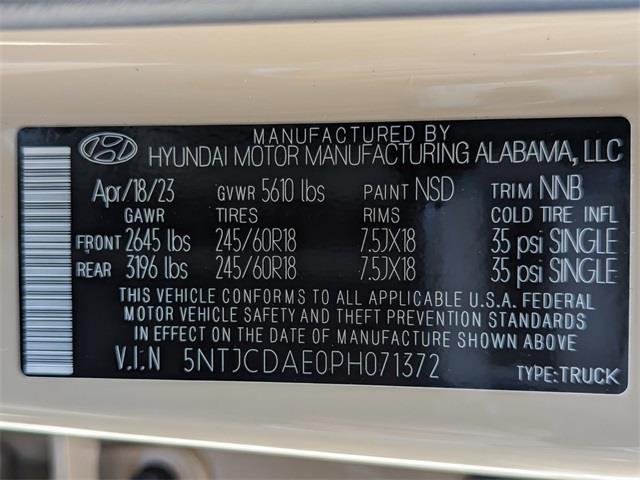 MANUFACTURED BY
HYUNDAI MOTOR MANUFACTURING ALABAMA, LLC
Apr/18/23 GVWR 5610 lbs PAINT NSD TRIM NNB
GAWR TIRES RIMS COLD TIRE INFL
FRONT 2645 lbs 245/60R18 7.5JX18 35 psi SINGLE
REAR 3196 lbs 245/60R18 7.5JX18 35 psi SINGLE
THIS VEHICLE CONFORMS TO ALL APPLICABLE U.S.A. FEDERAL
MOTOR VEHICLE SAFETY AND THEFT PREVENTION STANDARDS
IN EFFECT ON THE DATE OF MANUFACTURE SHOWN ABOVE
V.I.N 5NTJCDAE0PH071372 TYPE:TRUCK